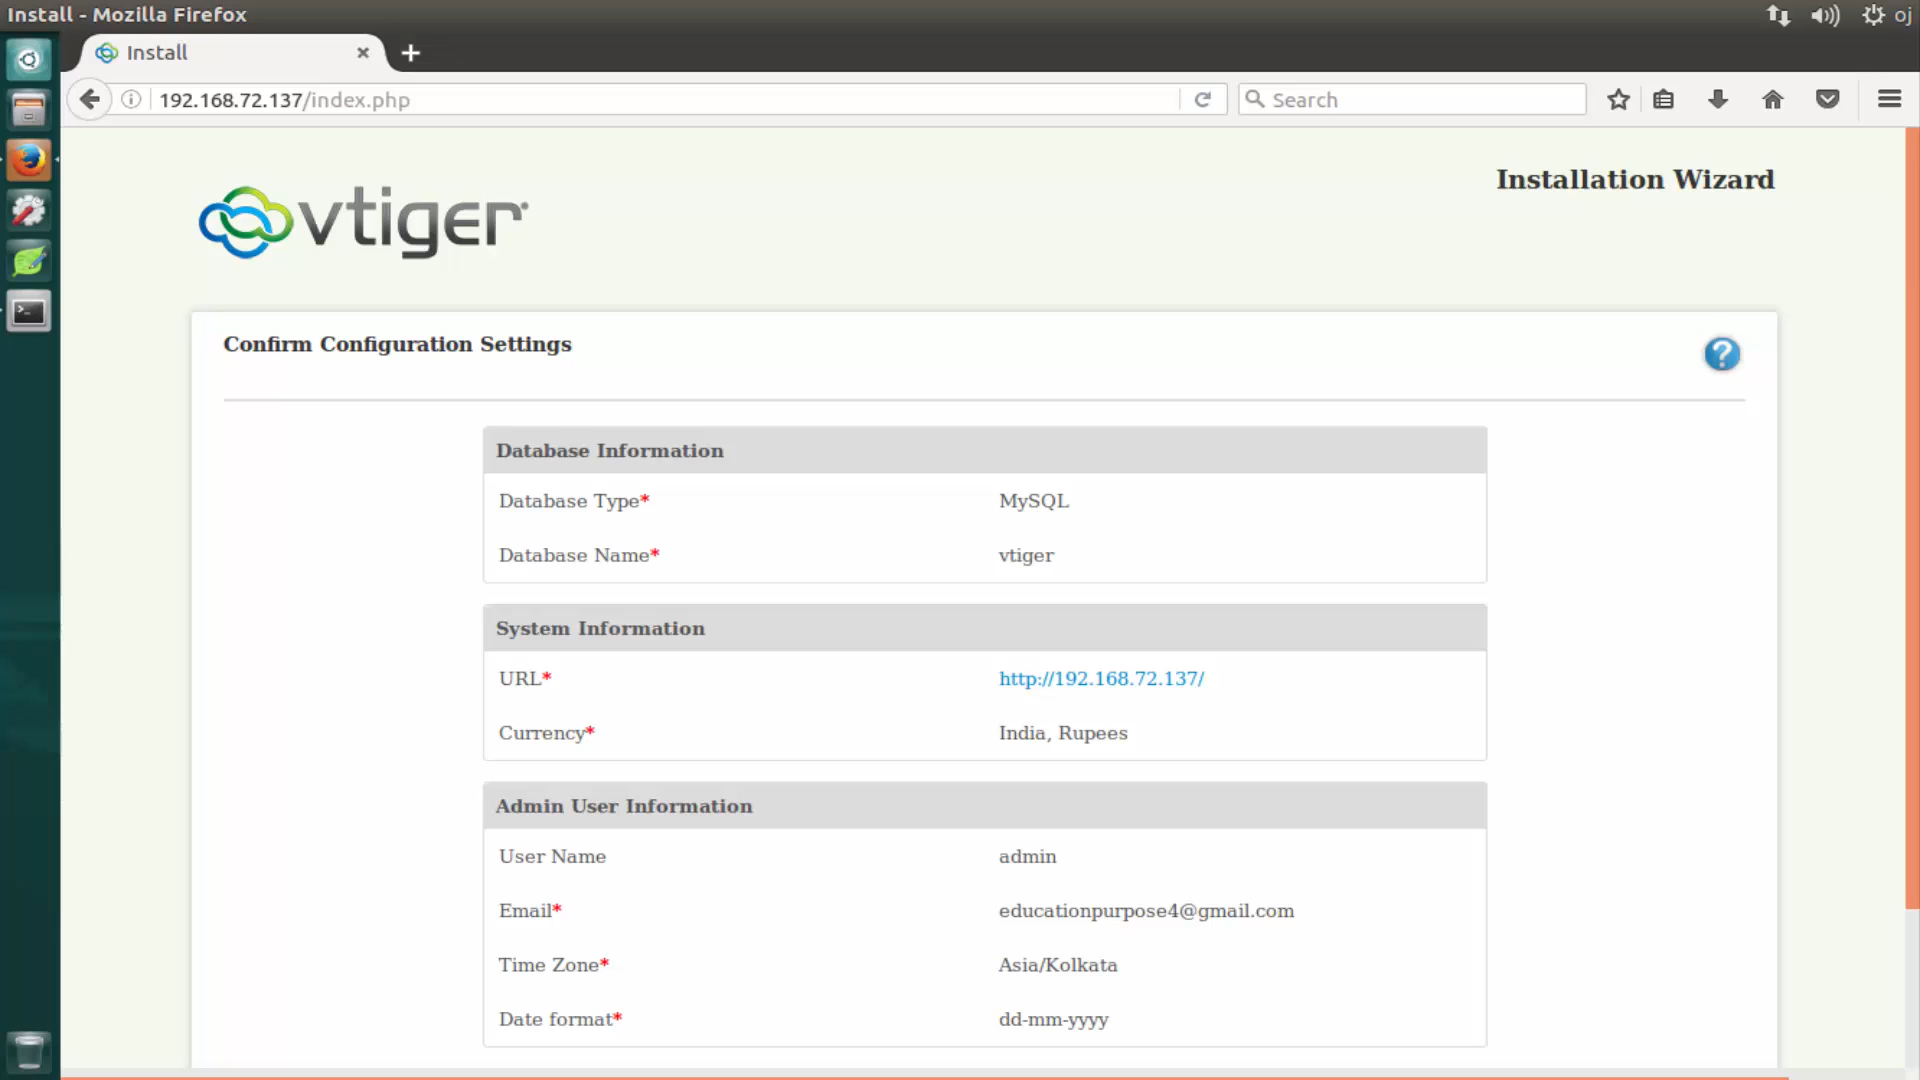 Install - Mozilla Firefox
oj
Install
192.168.72.137/index.php
Search
vtiger
Installation Wizard
Confirm Configuration Settings
Database Information
Database Type* MySQL
Database Name* vtiger
System Information
URL* http://192.168.72.137/
Currency* India, Rupees
Admin User Information
User Name admin
Email* educationpurpose4@gmail.com
Time Zone* Asia/Kolkata
Date format* dd-mm-yyyy